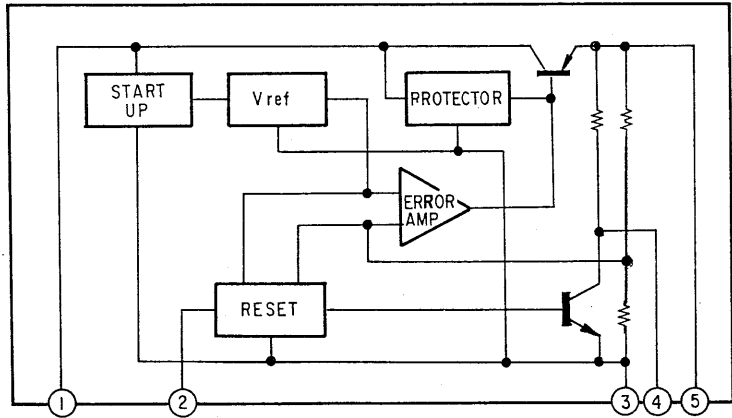 START
UP
Vref
PROTECTOR
ERROR
AMP
RESET
1
2
3
4
5